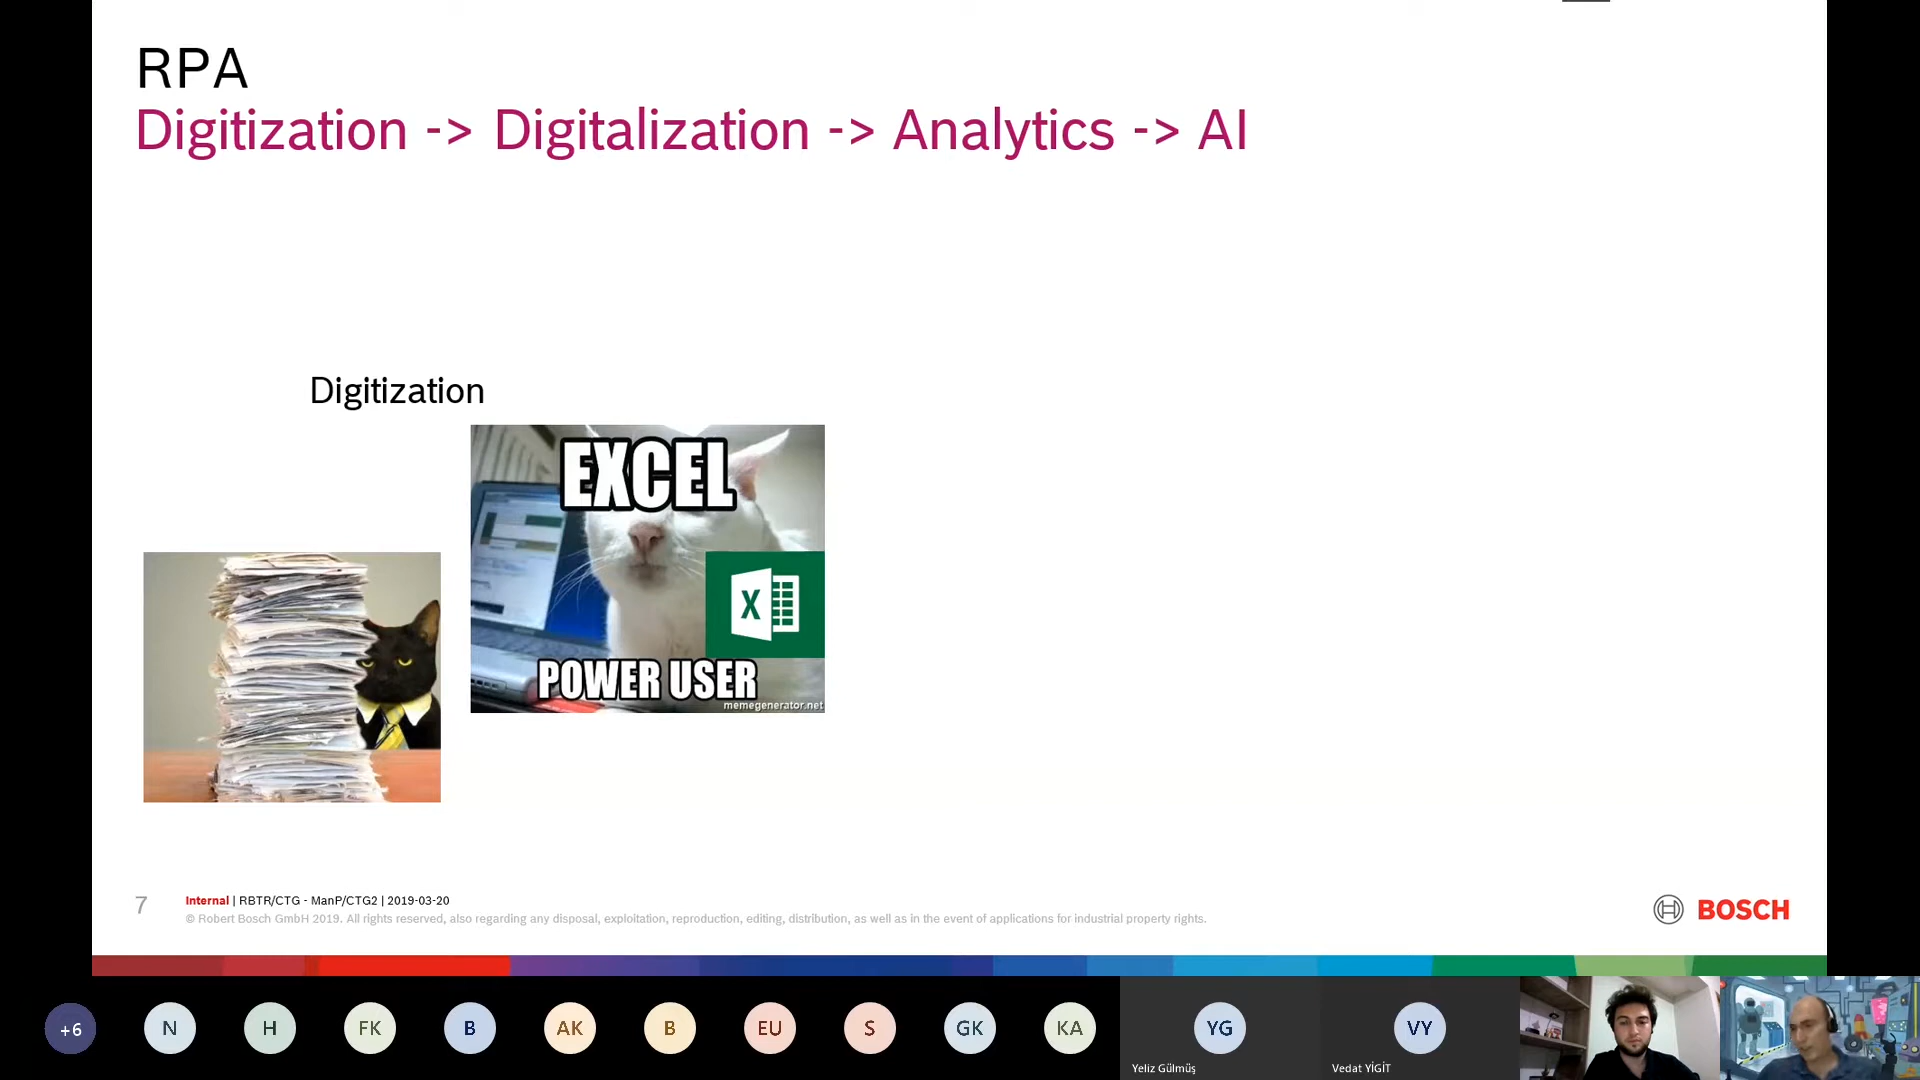 RPA
Digitization -> Digitalization -> Analytics -> AI
Digitization
EXCEL
X
POWER USER
memegenerator.net
7
Internal | RBTR/CTG - ManP/CTG2 | 2019-03-20
© Robert Bosch GmbH 2019. All rights reserved, also regarding any disposal, exploitation, reproduction, editing, distribution, as well as in the event of applications for industrial property rights.
BOSCH
+6
N
H
FK
B
AK
B
EU
S
GK
KA
YG
Yeliz Gülmüş
VY
Vedat YİGİT